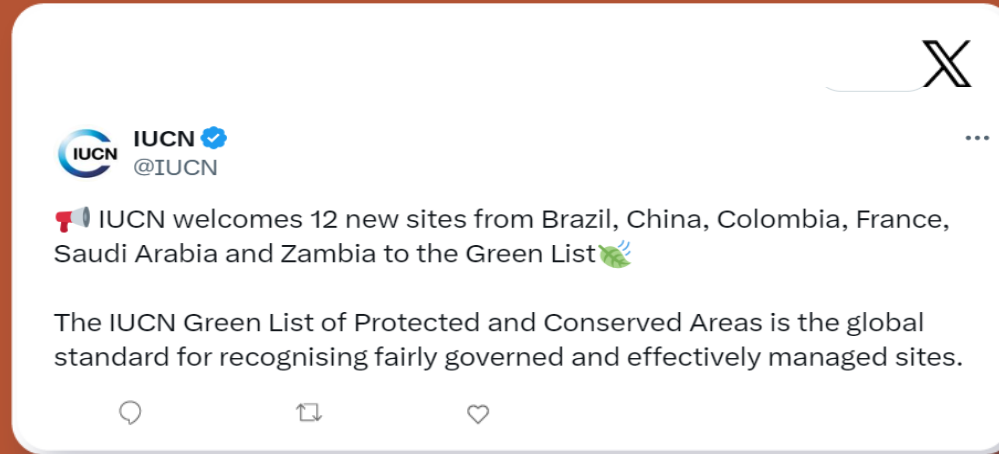 IUCN
IUCN
@IUCN
📢 IUCN welcomes 12 new sites from Brazil, China, Colombia, France,
Saudi Arabia and Zambia to the Green List🍃
The IUCN Green List of Protected and Conserved Areas is the global
standard for recognising fairly governed and effectively managed sites.